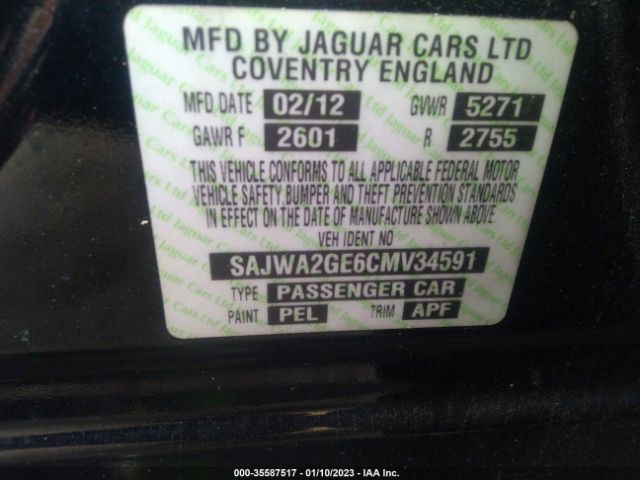 MFD BY JAGUAR CARS LTD
COVENTRY ENGLAND
MFD DATE 02/12 GVWR 5271
GAWR F 2601 R 2755
THIS VEHICLE CONFORMS TO ALL APPLICABLE FEDERAL MOTOR
VEHICLE SAFETY,BUMPER AND THEFT PREVENTION STANDARDS
IN EFFECT ON THE DATE OF MANUFACTURE SHOWN ABOVE
VEH IDENT NO
SAJWA2GE6CMV34591
TYPE PASSENGER CAR
PAINT PEL TRIM APF
000-35587517 - 01/10/2023 - IAA Inc.